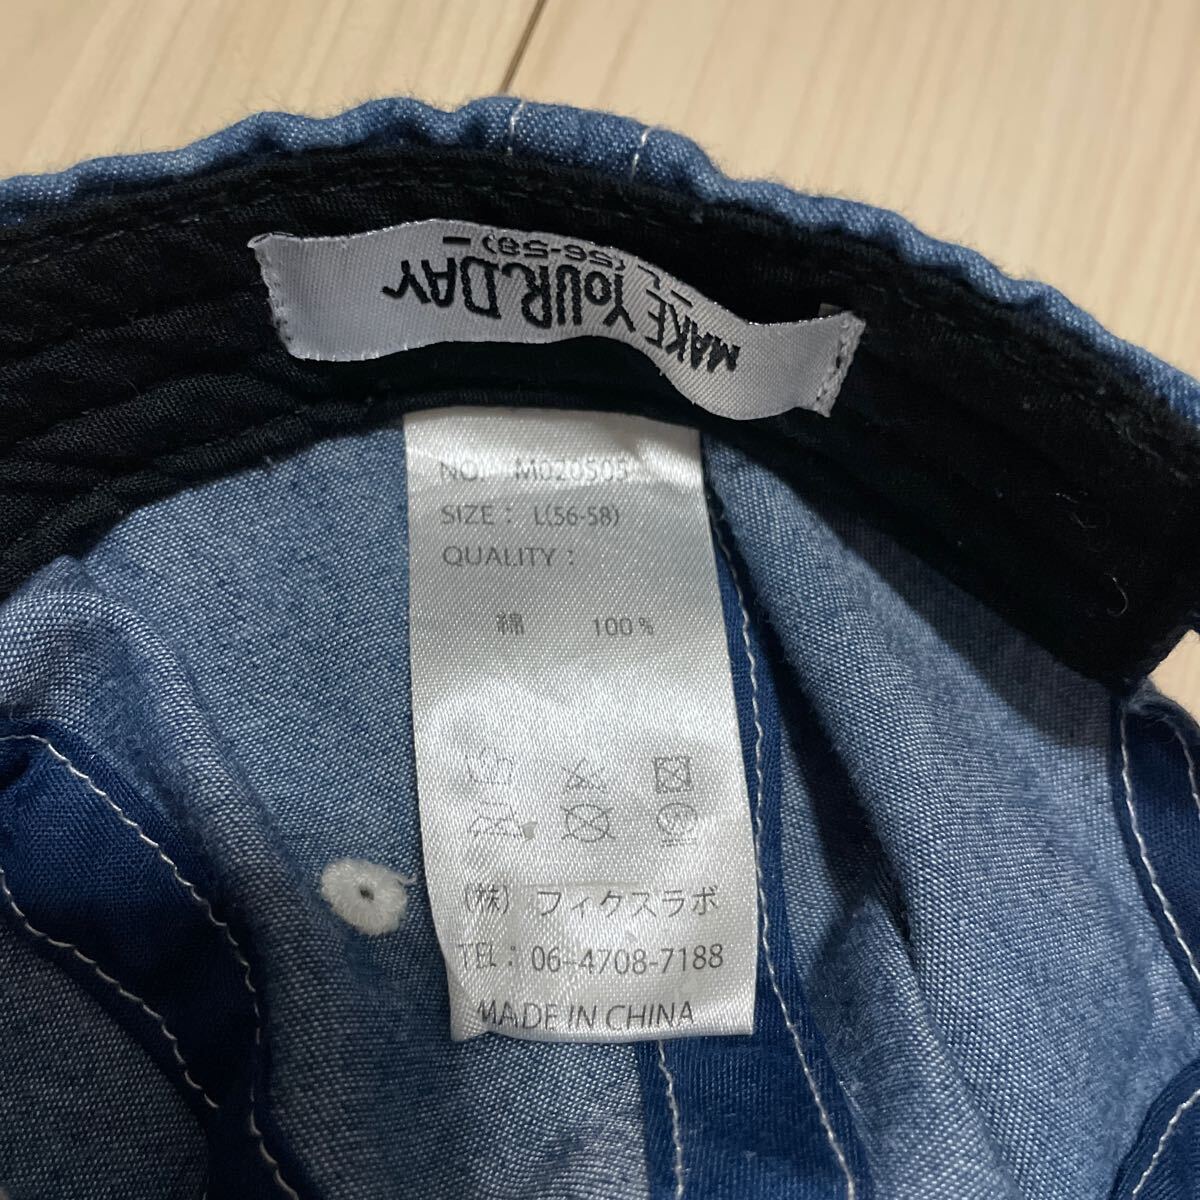 MAKE YOUR DAY
L (56-58)
NO. M020505
SIZE : L(56-58)
QUALITY :
綿 100%
(株) フィクスラボ
TEL : 06-4708-7188
MADE IN CHINA